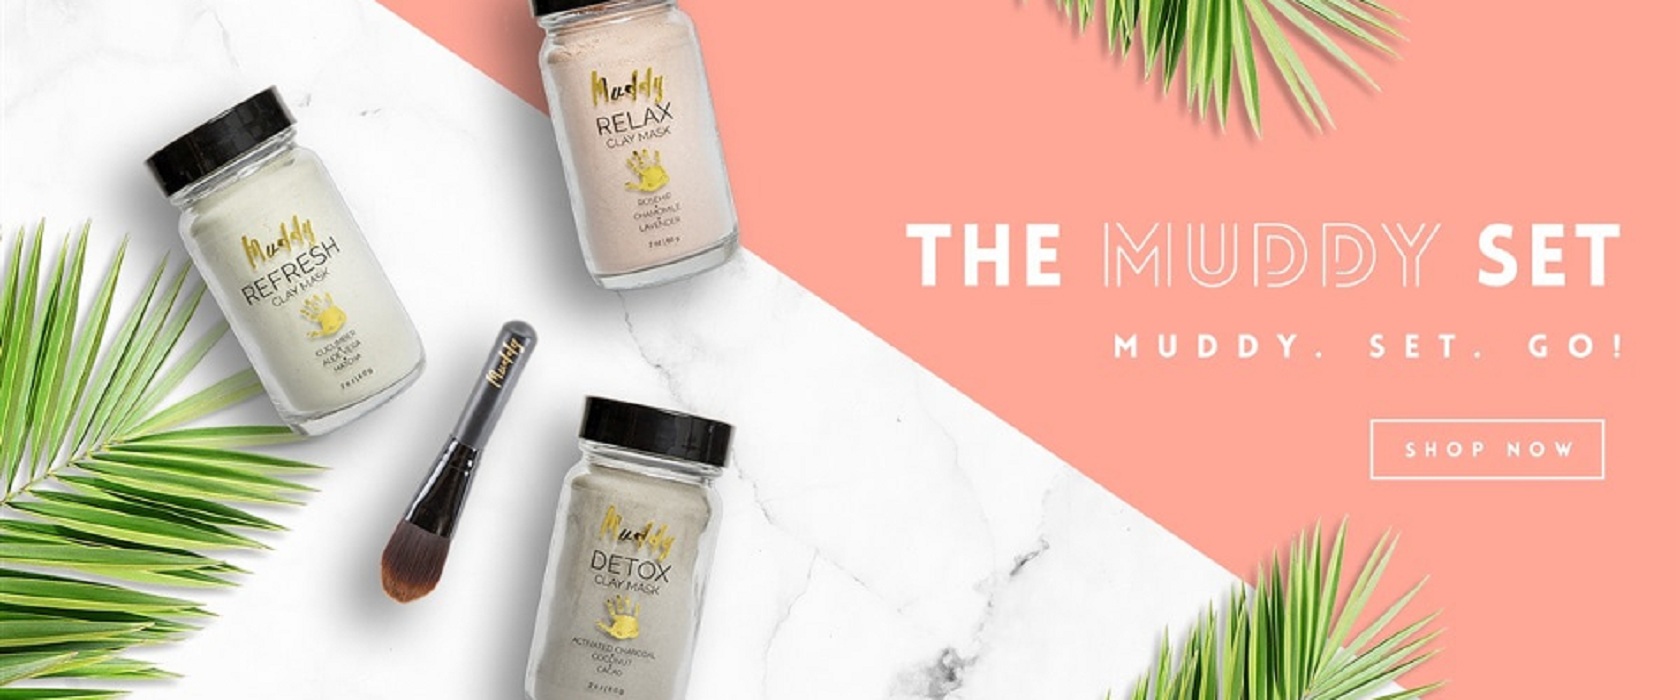 Muddy
RELAX
CLAY MASK
ROSEHIP
CHAMOMILE
LAVENDER
Muddy
REFRESH
CLAY MASK
CUCUMBER
ALOE VERA
Muddy
Muddy
DETOX
CLAY MASK
ACTIVATED CHARCOAL
COCONUT
CACAO
THE MUDDY SET
MUDDY. SET. GO!
SHOP NOW